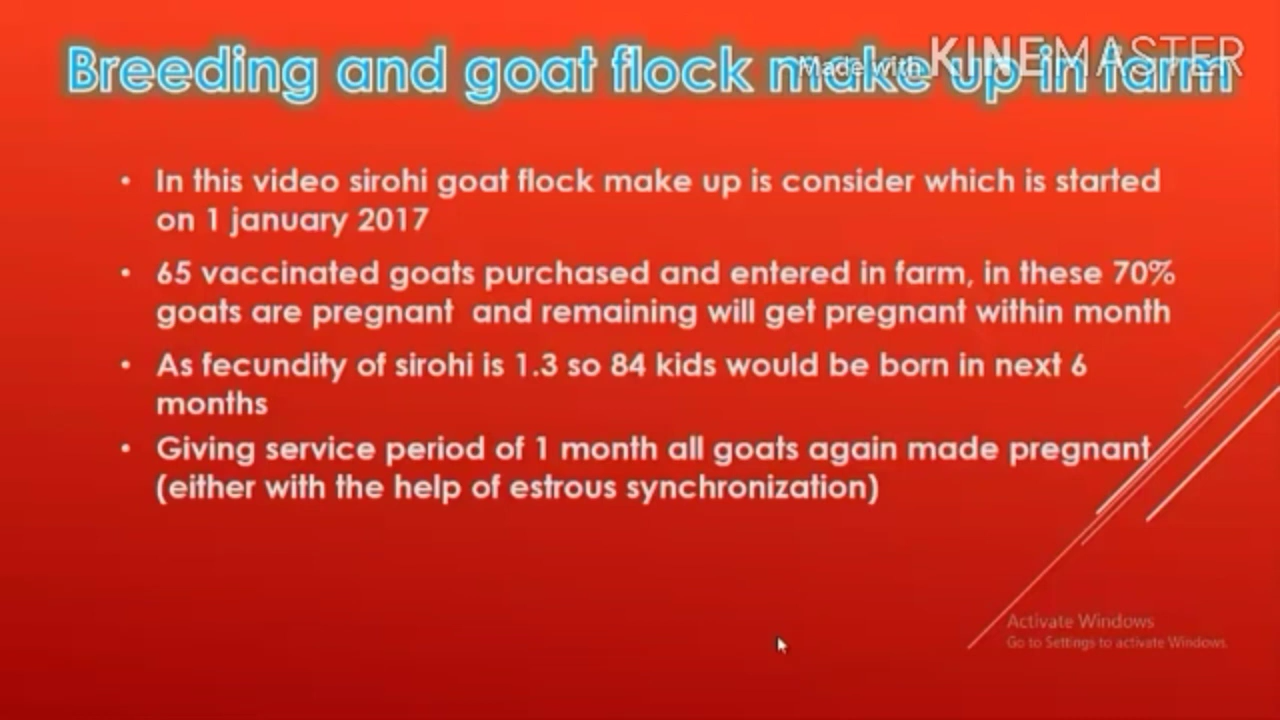 Breeding and goat flock make up in farm
Made with KINEMASTER
• In this video sirohi goat flock make up is consider which is started
on 1 january 2017
• 65 vaccinated goats purchased and entered in farm, in these 70%
goats are pregnant and remaining will get pregnant within month
• As fecundity of sirohi is 1.3 so 84 kids would be born in next 6
months
• Giving service period of 1 month all goats again made pregnant
(either with the help of estrous synchronization)
Activate Windows
Go to Settings to activate Windows.